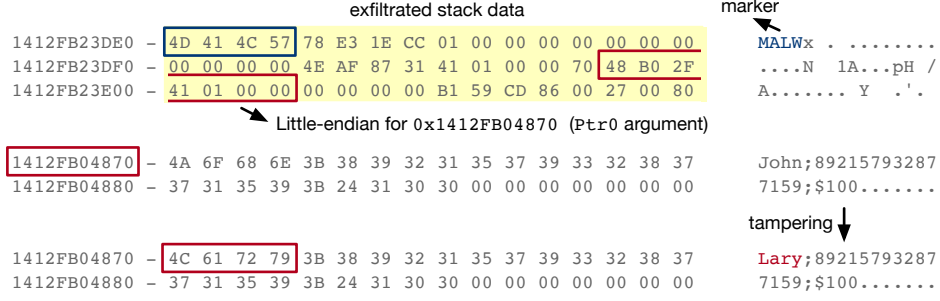 exfiltrated stack data marker
1412FB23DE0 - 4D 41 4C 57 78 E3 1E CC 01 00 00 00 00 00 00 00 MALWx . ........
1412FB23DF0 - 00 00 00 00 4E AF 87 31 41 01 00 00 70 48 B0 2F ....N 1A...pH /
1412FB23E00 - 41 01 00 00 00 00 00 00 B1 59 CD 86 00 27 00 80 A....... Y .'.
Little-endian for 0x1412FB04870 (Ptr0 argument)
1412FB04870 - 4A 6F 68 6E 3B 38 39 32 31 35 37 39 33 32 38 37 John;89215793287
1412FB04880 - 37 31 35 39 3B 24 31 30 30 00 00 00 00 00 00 00 7159;$100.......
tampering
1412FB04870 - 4C 61 72 79 3B 38 39 32 31 35 37 39 33 32 38 37 Lary;89215793287
1412FB04880 - 37 31 35 39 3B 24 31 30 30 00 00 00 00 00 00 00 7159;$100.......